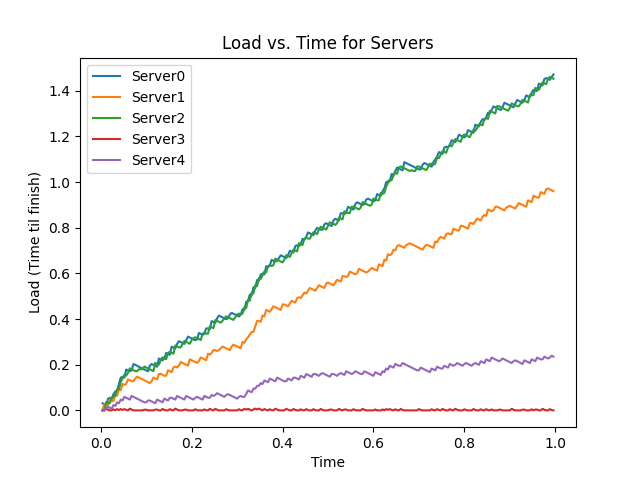 Load vs. Time for Servers
Server0
Server1
Server2
Server3
Server4
Load (Time til finish)
1.4
1.2
1.0
0.8
0.6
0.4
0.2
0.0
0.0 0.2 0.4 0.6 0.8 1.0
Time